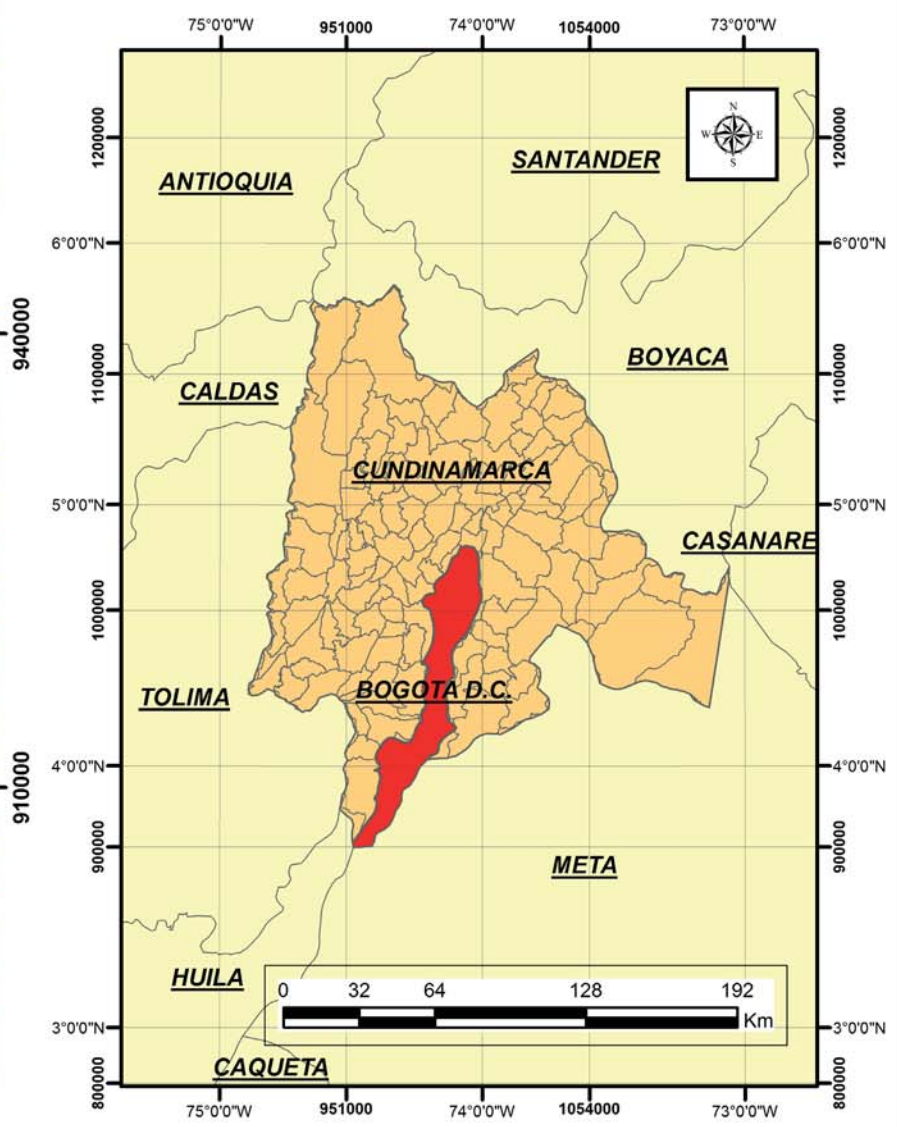 75°0'0"W 951000 74°0'0"W 1054000 73°0'0"W
N
W E
S
1200000 1200000
SANTANDER
ANTIOQUIA
6°0'0"N 6°0'0"N
940000
BOYACA
1100000 1100000
CALDAS
CUNDINAMARCA
5°0'0"N 5°0'0"N
CASANARE
1000000 1000000
BOGOTA D.C.
TOLIMA
4°0'0"N 4°0'0"N
910000
900000 900000
META
HUILA
0 32 64 128 192
Km
3°0'0"N 3°0'0"N
CAQUETA
800000 800000
75°0'0"W 951000 74°0'0"W 1054000 73°0'0"W